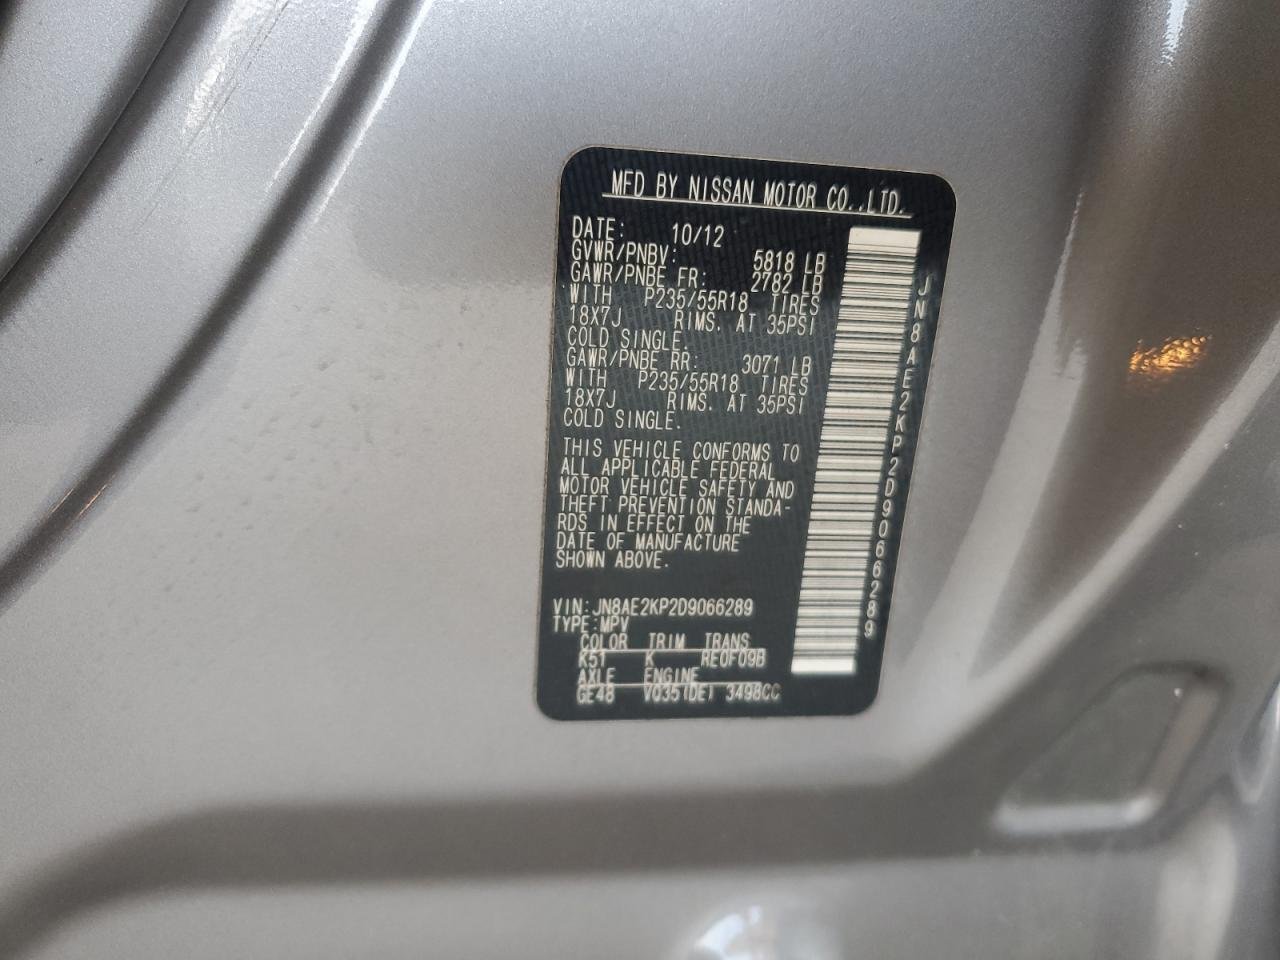 MFD BY NISSAN MOTOR CO.,LTD.
DATE: 10/12
GVWR/PNBV: 5818 LB
GAWR/PNBE FR: 2782 LB
WITH P235/55R18 TIRES
18X7J RIMS. AT 35PSI
COLD SINGLE.
GAWR/PNBE RR: 3071 LB
WITH P235/55R18 TIRES
18X7J RIMS. AT 35PSI
COLD SINGLE.
THIS VEHICLE CONFORMS TO
ALL APPLICABLE FEDERAL
MOTOR VEHICLE SAFETY AND
THEFT PREVENTION STANDA-
RDS IN EFFECT ON THE
DATE OF MANUFACTURE
SHOWN ABOVE.
VIN:JN8AE2KP2D9066289
TYPE:MPV
COLOR TRIM TRANS
K51 K RE0F09B
AXLE ENGINE
GE48 VQ35(DE) 3498CC
JN8AE2KP2D9066289